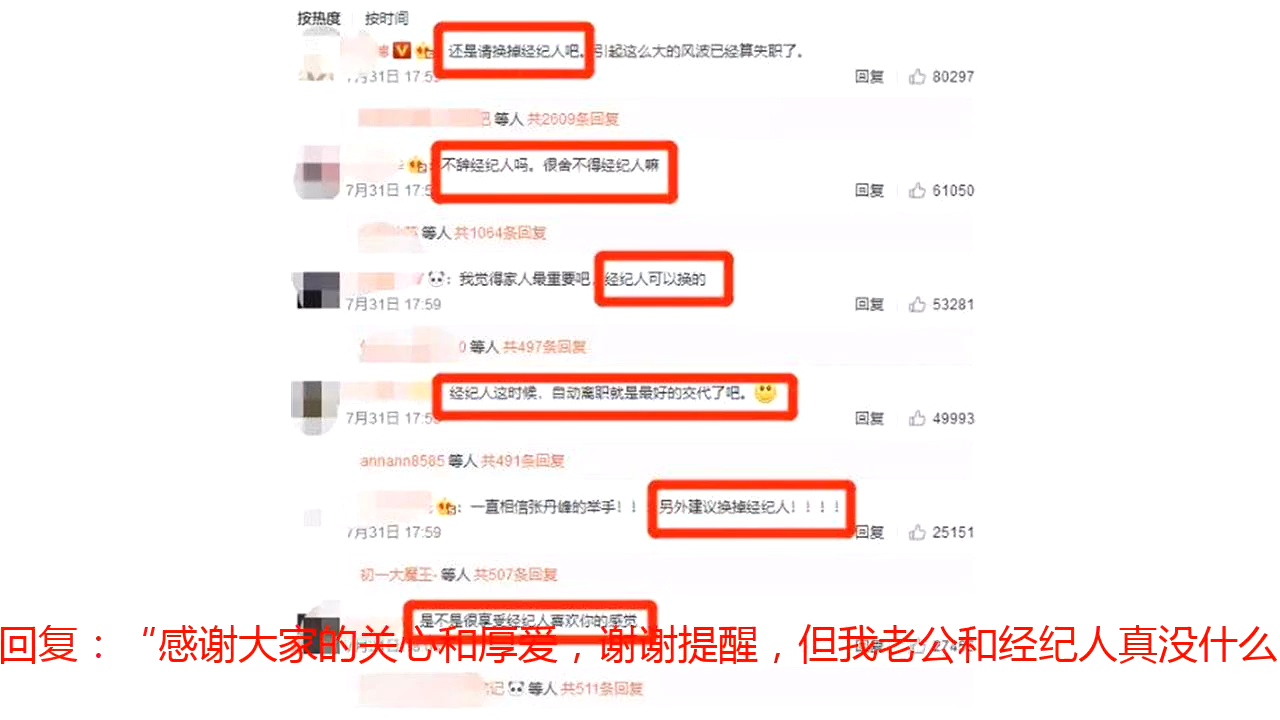 按热度 按时间
还是请换掉经纪人吧。引起这么大的风波已经算失职了。
7月31日 17:59 回复 80297
吧 等人 共2609条回复
不辞经纪人吗。很舍不得经纪人嘛
7月31日 17:5 回复 61050
等人 共1064条回复
：我觉得家人最重要吧，经纪人可以换的
7月31日 17:59 回复 53281
0 等人 共497条回复
经纪人这时候、自动离职就是最好的交代了吧。
7月31日 17:59 回复 49993
annann8585 等人 共491条回复
：一直相信张丹峰的举手！！ 另外建议换掉经纪人！！！！
7月31日 17:59 回复 25151
初一大魔王- 等人 共507条回复
是不是很享受经纪人喜欢你的感觉
回复：“感谢大家的关心和厚爱，谢谢提醒，但我老公和经纪人真没什么
回复
记 等人 共511条回复